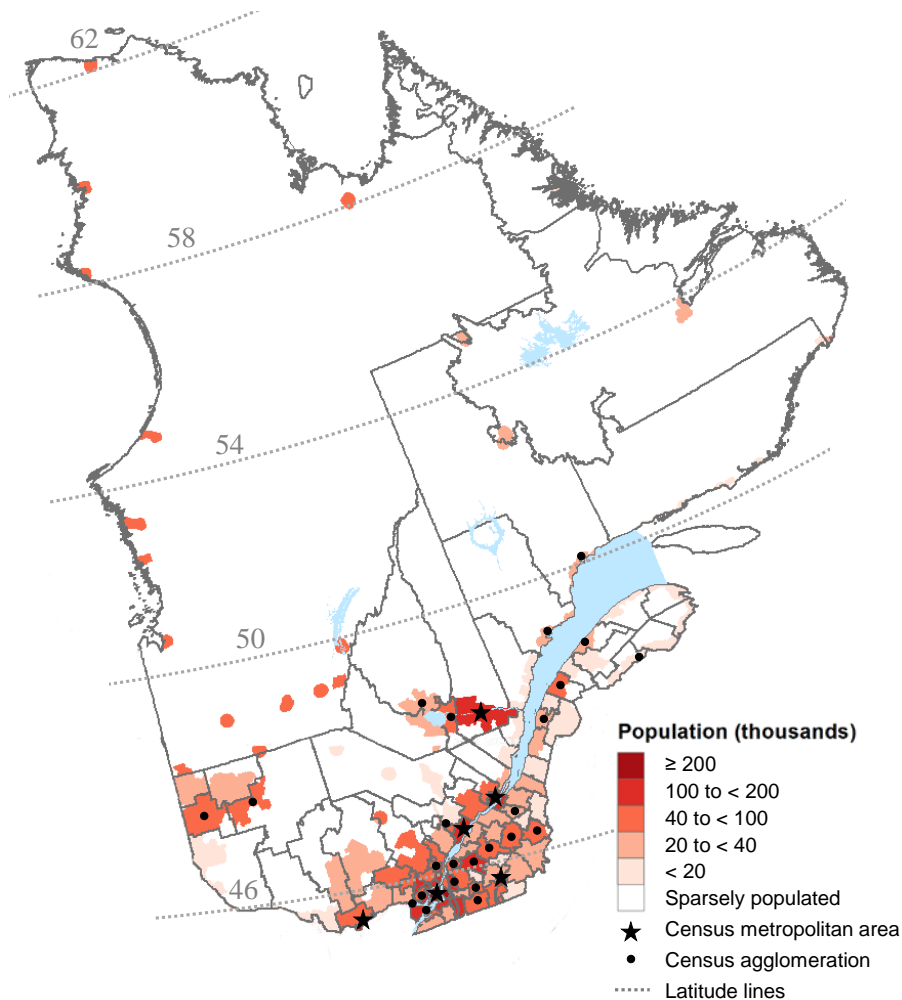 62
58
54
50
46
Population (thousands)
≥ 200
100 to < 200
40 to < 100
20 to < 40
< 20
Sparsely populated
Census metropolitan area
Census agglomeration
Latitude lines